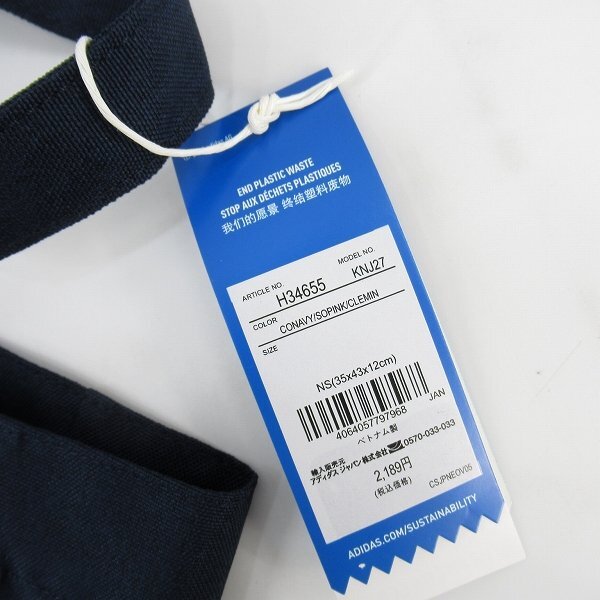 END PLASTIC WASTE
STOP AUX DÉCHETS PLASTIQUES
我们的愿景 终结塑料废物
ARTICLE NO. H34655 MODEL NO. KNJ27
COLOR CONAVY/SOPINK/CLEMIN
SIZE
NS(35x43x12cm)
4064057797968 JAN
ベトナム製
輸入販売元
アディダス ジャパン株式会社 0570-033-033
2,189円
(税込価格)
CSJPNEOV05
ADIDAS.COM/SUSTAINABILITY